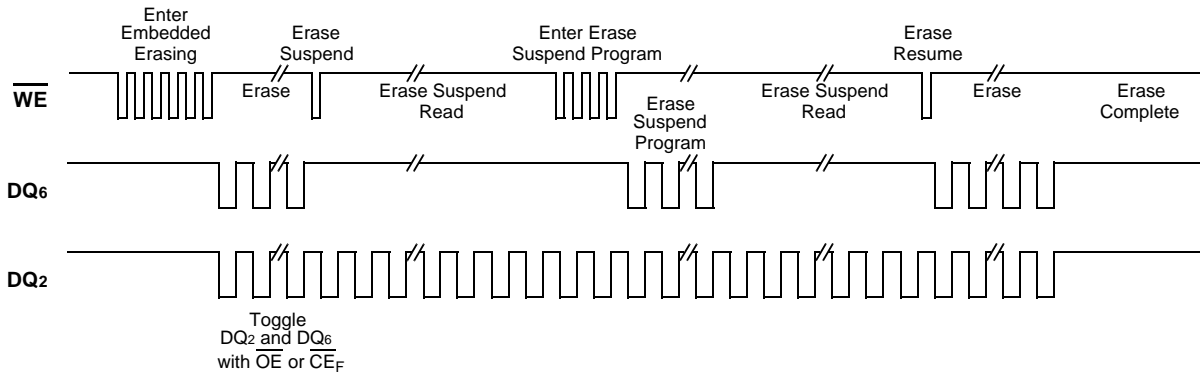 Enter
Embedded
Erasing
Erase
Suspend
Enter Erase
Suspend Program
Erase
Resume
WE
Erase
Erase Suspend
Read
Erase
Suspend
Program
Erase Suspend
Read
Erase
Erase
Complete
DQ6
DQ2
Toggle
DQ2 and DQ6
with OE or CEF